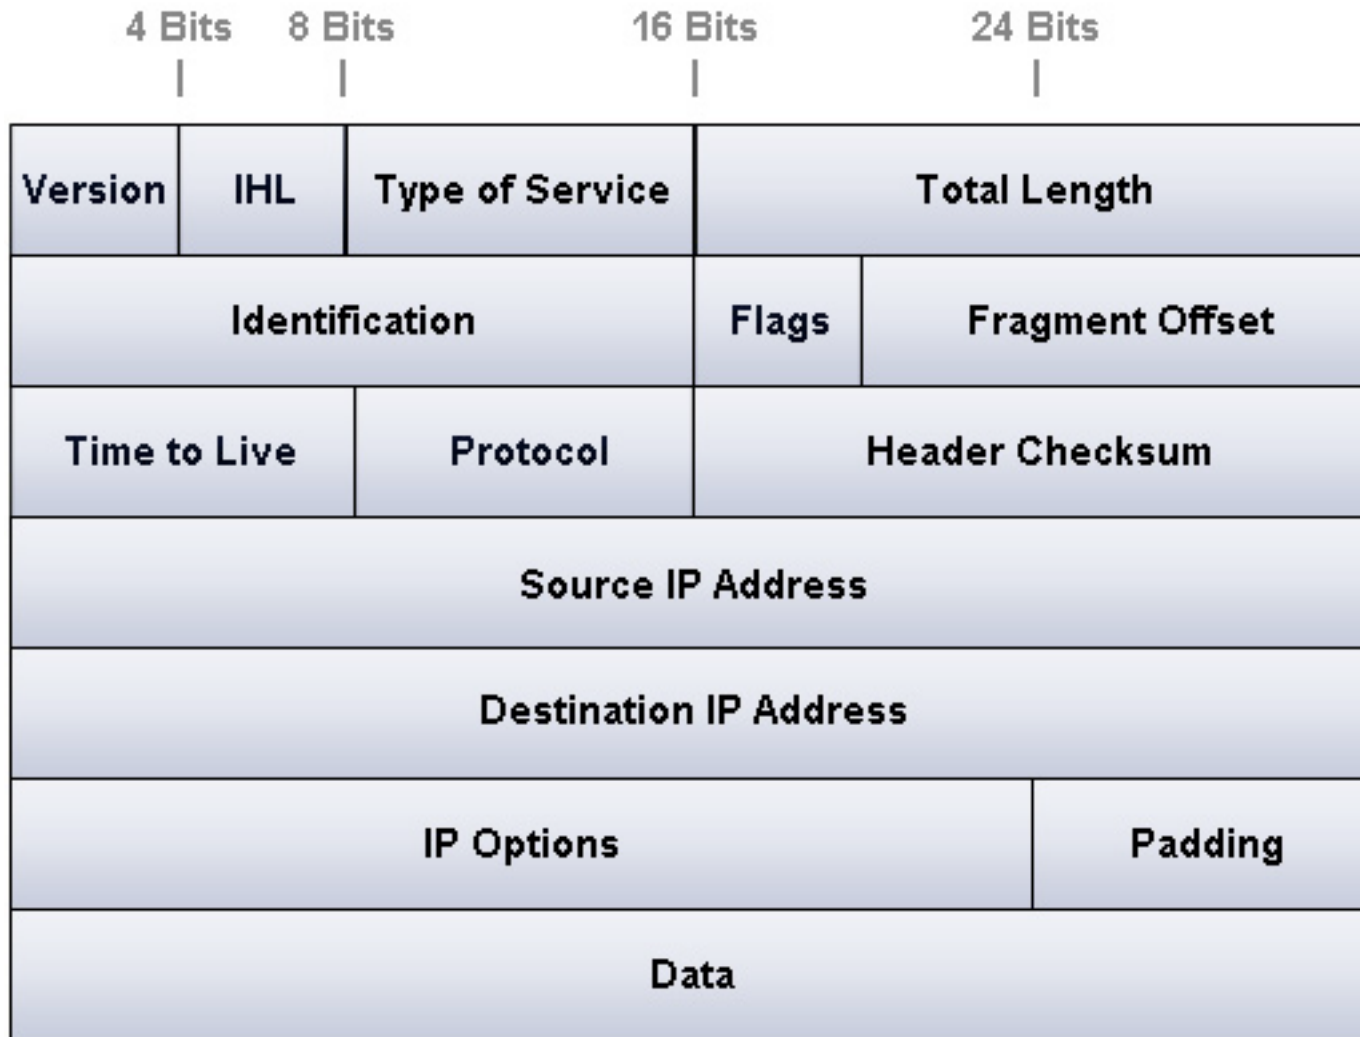 4 Bits 8 Bits 16 Bits 24 Bits
Version IHL Type of Service Total Length
Identification Flags Fragment Offset
Time to Live Protocol Header Checksum
Source IP Address
Destination IP Address
IP Options Padding
Data